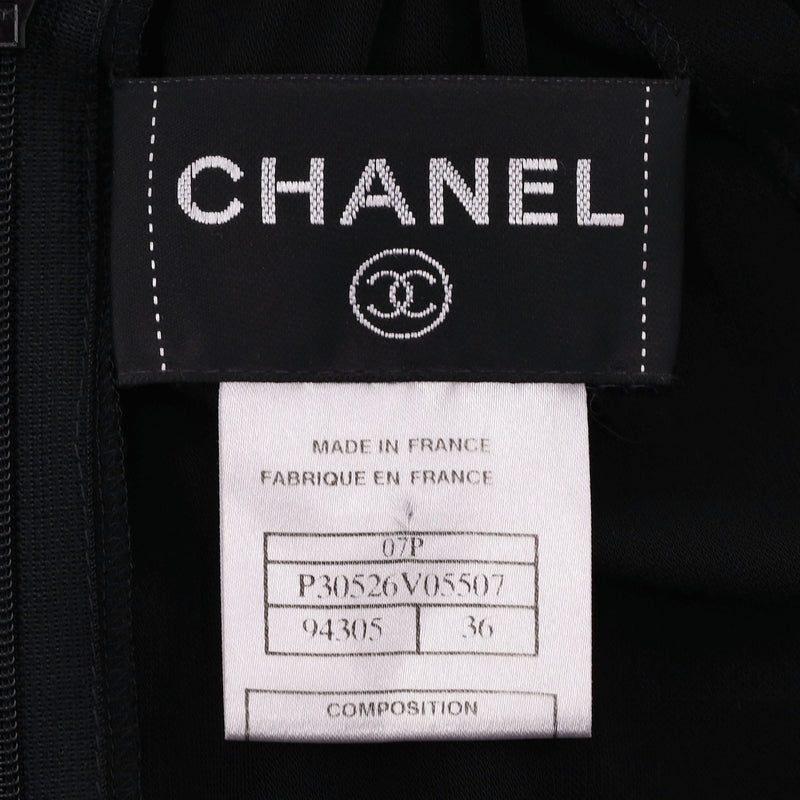 CHANEL
MADE IN FRANCE
FABRIQUE EN FRANCE
07P
P30526V05507
94305 36
COMPOSITION